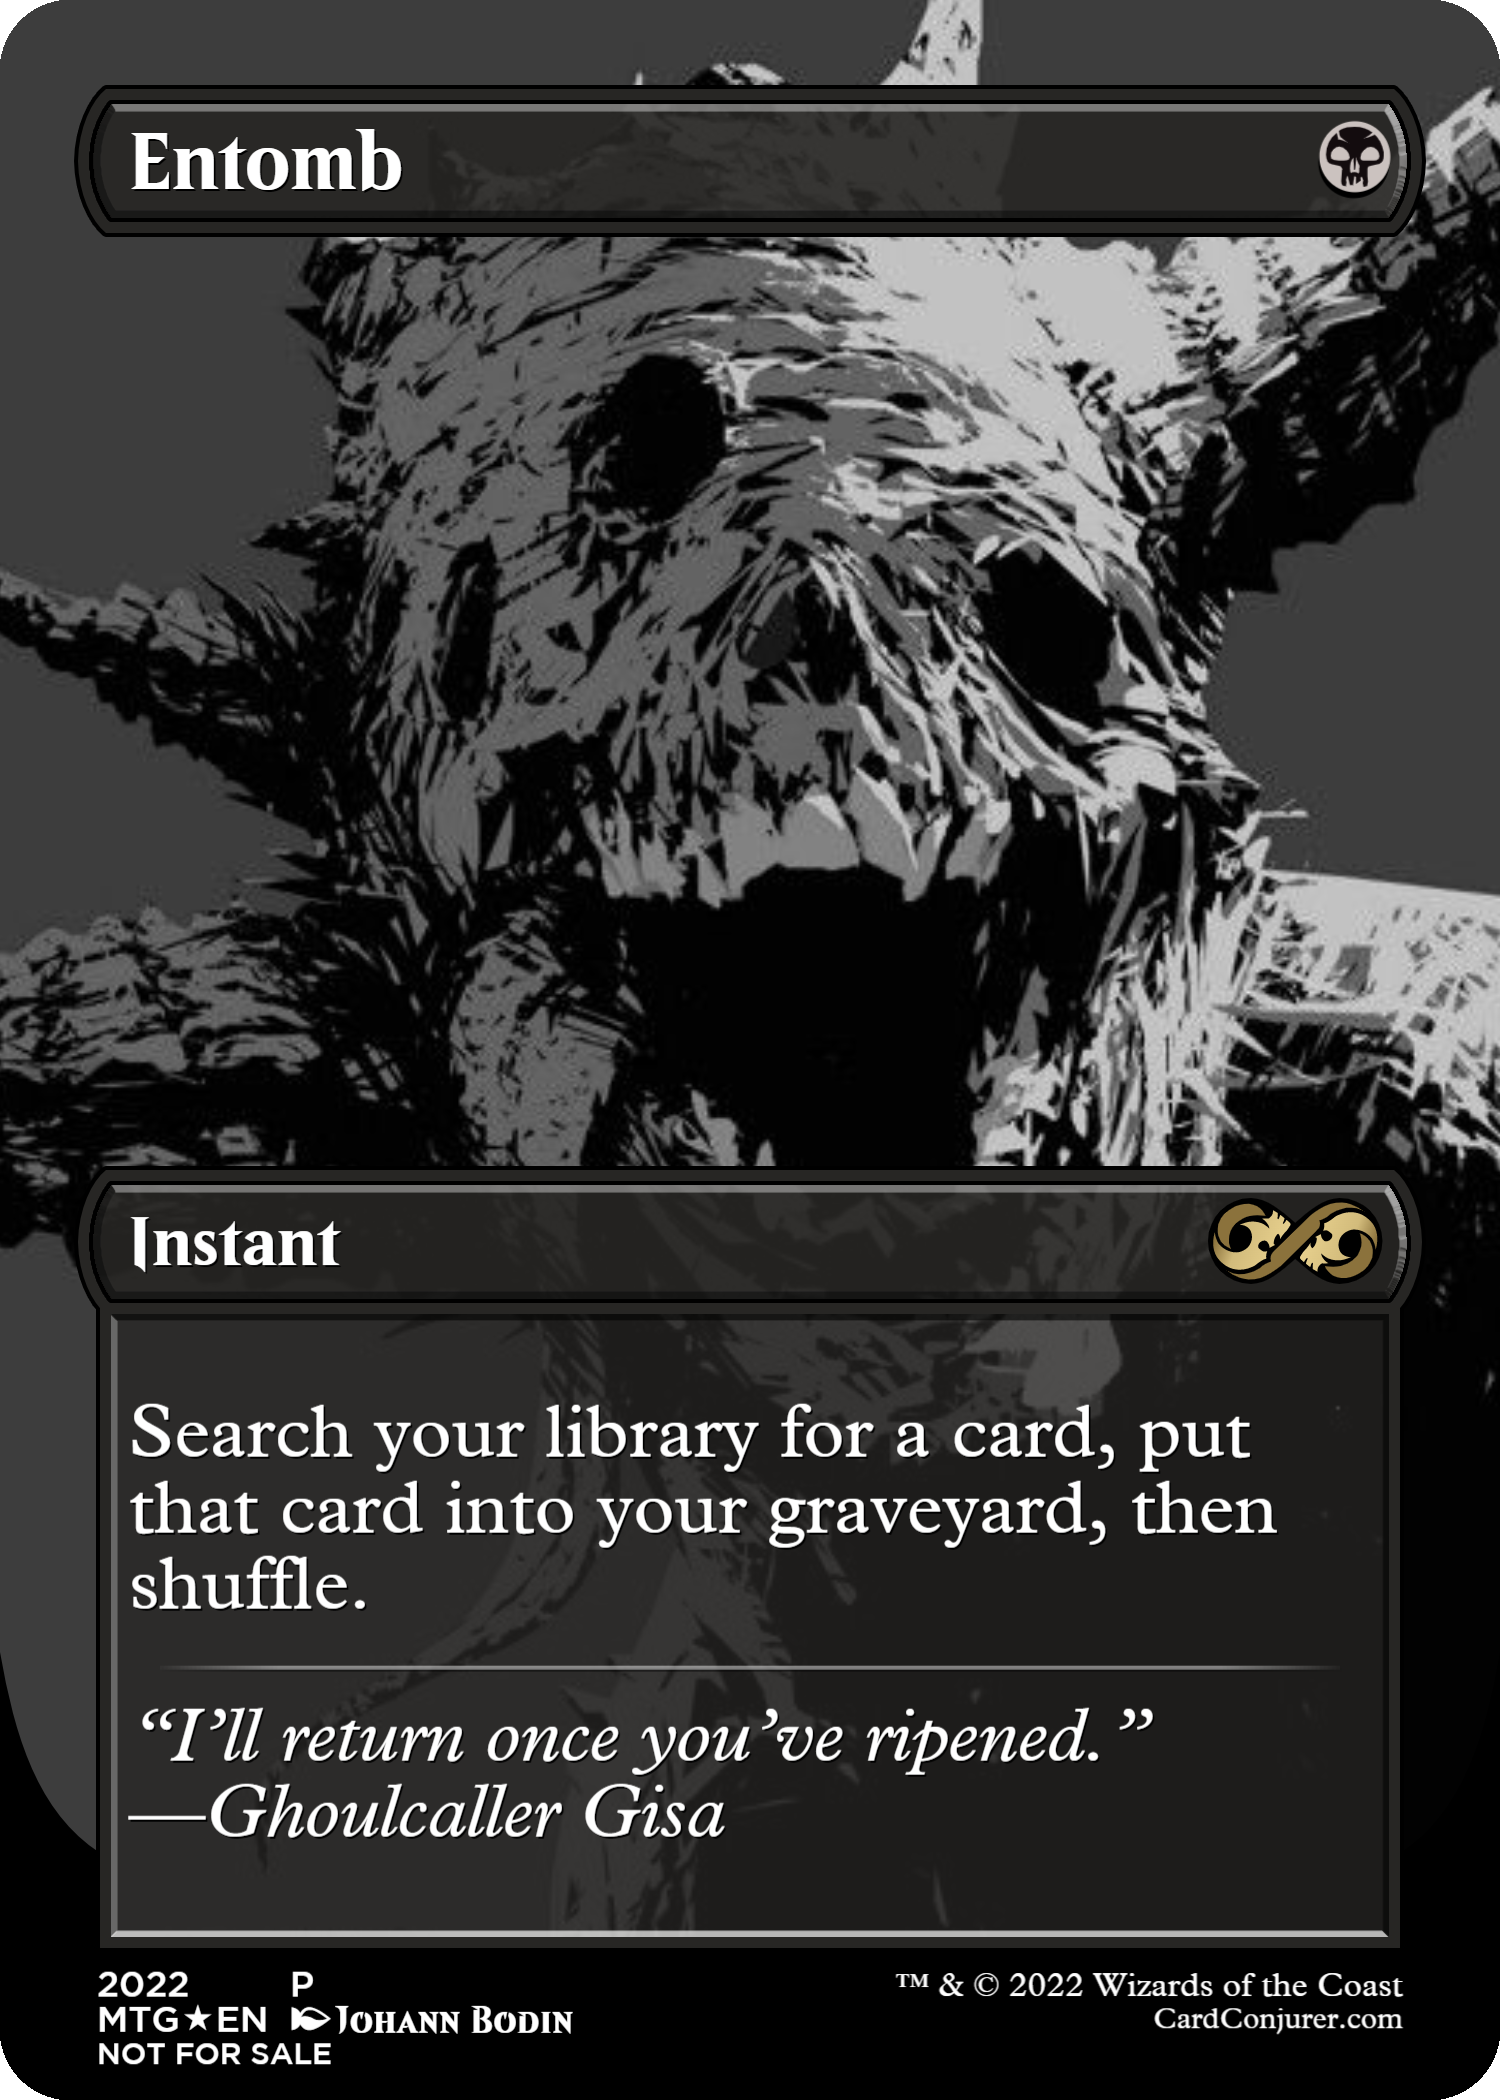 Entomb
Instant
Search your library for a card, put
that card into your graveyard, then
shuffle.
“I’ll return once you’ve ripened.”
—Ghoulcaller Gisa
2022 P
MTG★EN Johann Bodin
NOT FOR SALE
™ & © 2022 Wizards of the Coast
CardConjurer.com